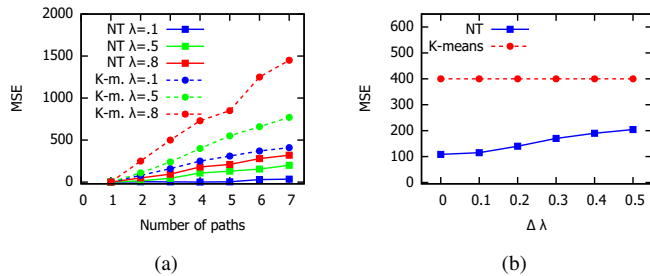 2000
1500
1000
500
0
MSE
NT λ=.1
NT λ=.5
NT λ=.8
K-m. λ=.1
K-m. λ=.5
K-m. λ=.8
0 1 2 3 4 5 6 7
Number of paths
(a)
600
500
400
300
200
100
0
MSE
NT
K-means
0 0.1 0.2 0.3 0.4 0.5
Δ λ
(b)